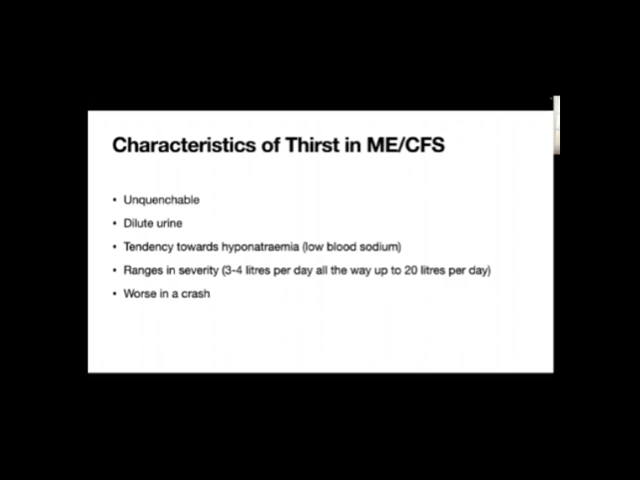 Characteristics of Thirst in ME/CFS
• Unquenchable
• Dilute urine
• Tendency towards hyponatraemia (low blood sodium)
• Ranges in severity (3-4 litres per day all the way up to 20 litres per day)
• Worse in a crash